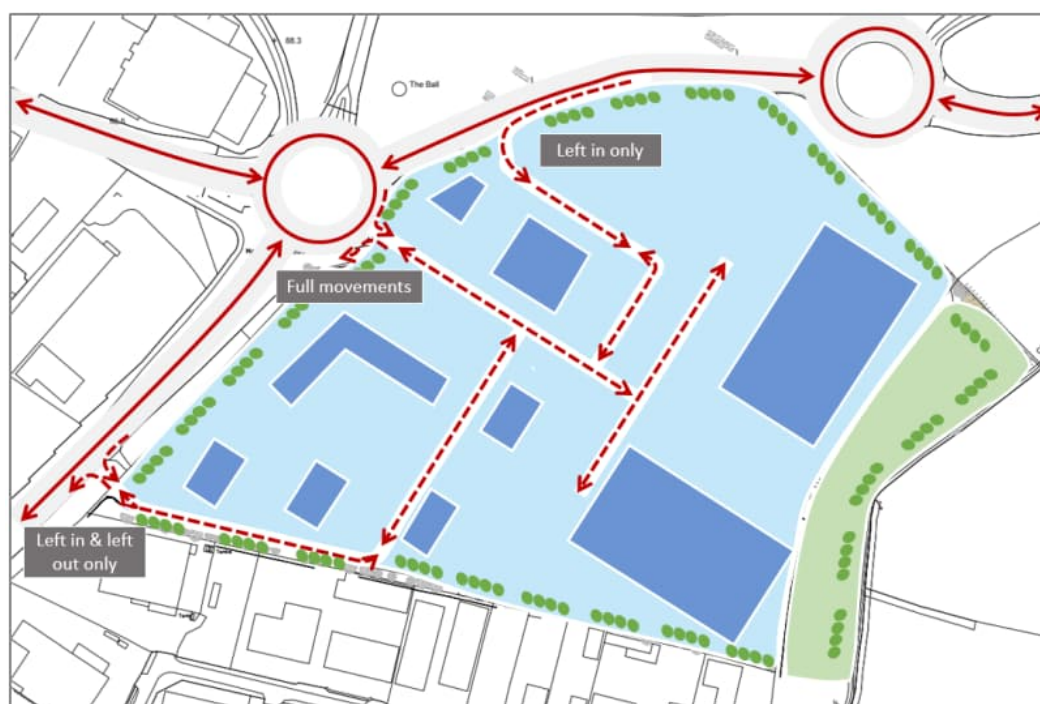 88.3
The Ball
Left in only
Full movements
Left in & left
out only